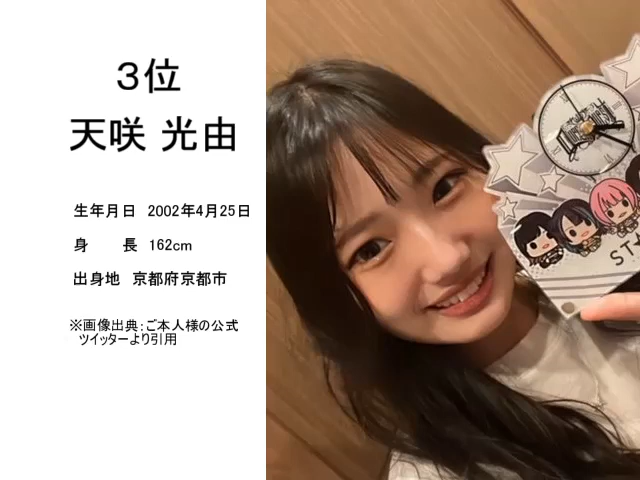 3位
天咲 光由
生年月日 2002年4月25日
身　　長 162cm
出身地 京都府京都市
※画像出典：ご本人様の公式
ツイッターより引用